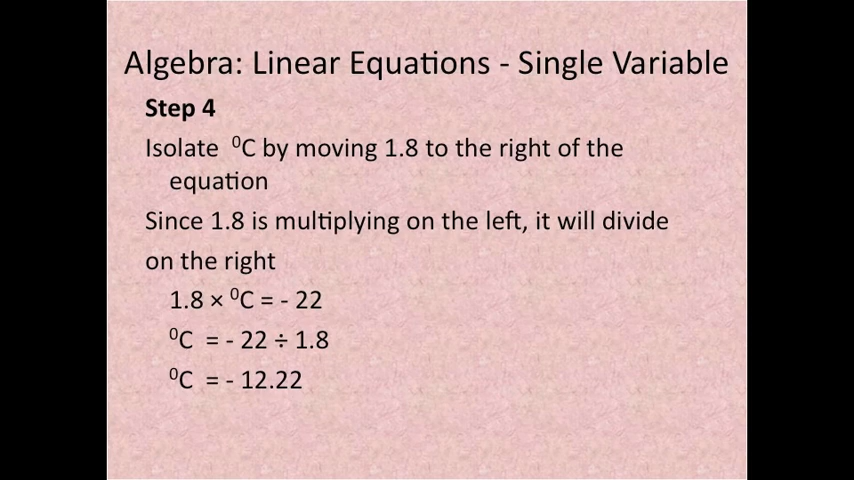 Algebra: Linear Equations - Single Variable
Step 4
Isolate ⁰C by moving 1.8 to the right of the
equation
Since 1.8 is multiplying on the left, it will divide
on the right
1.8 × ⁰C = - 22
⁰C = - 22 ÷ 1.8
⁰C = - 12.22